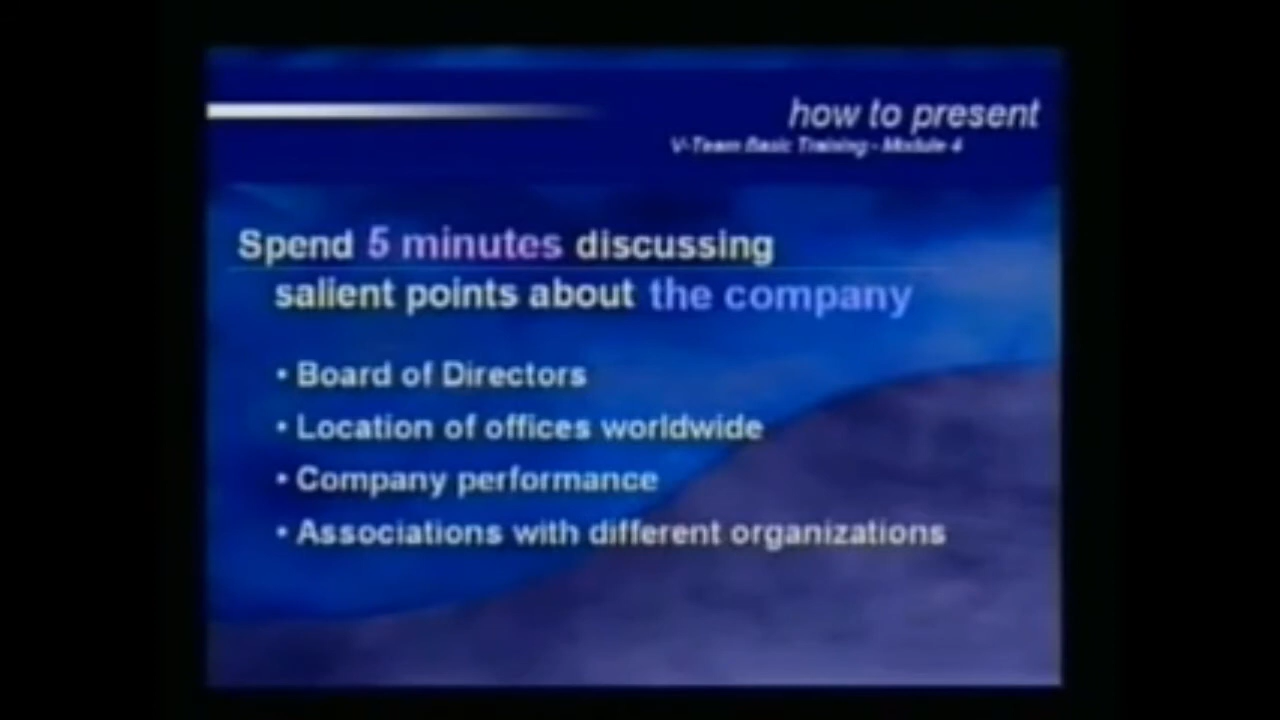 how to present
V-Team Basic Training - Module 4
Spend 5 minutes discussing
salient points about the company
• Board of Directors
• Location of offices worldwide
• Company performance
• Associations with different organizations